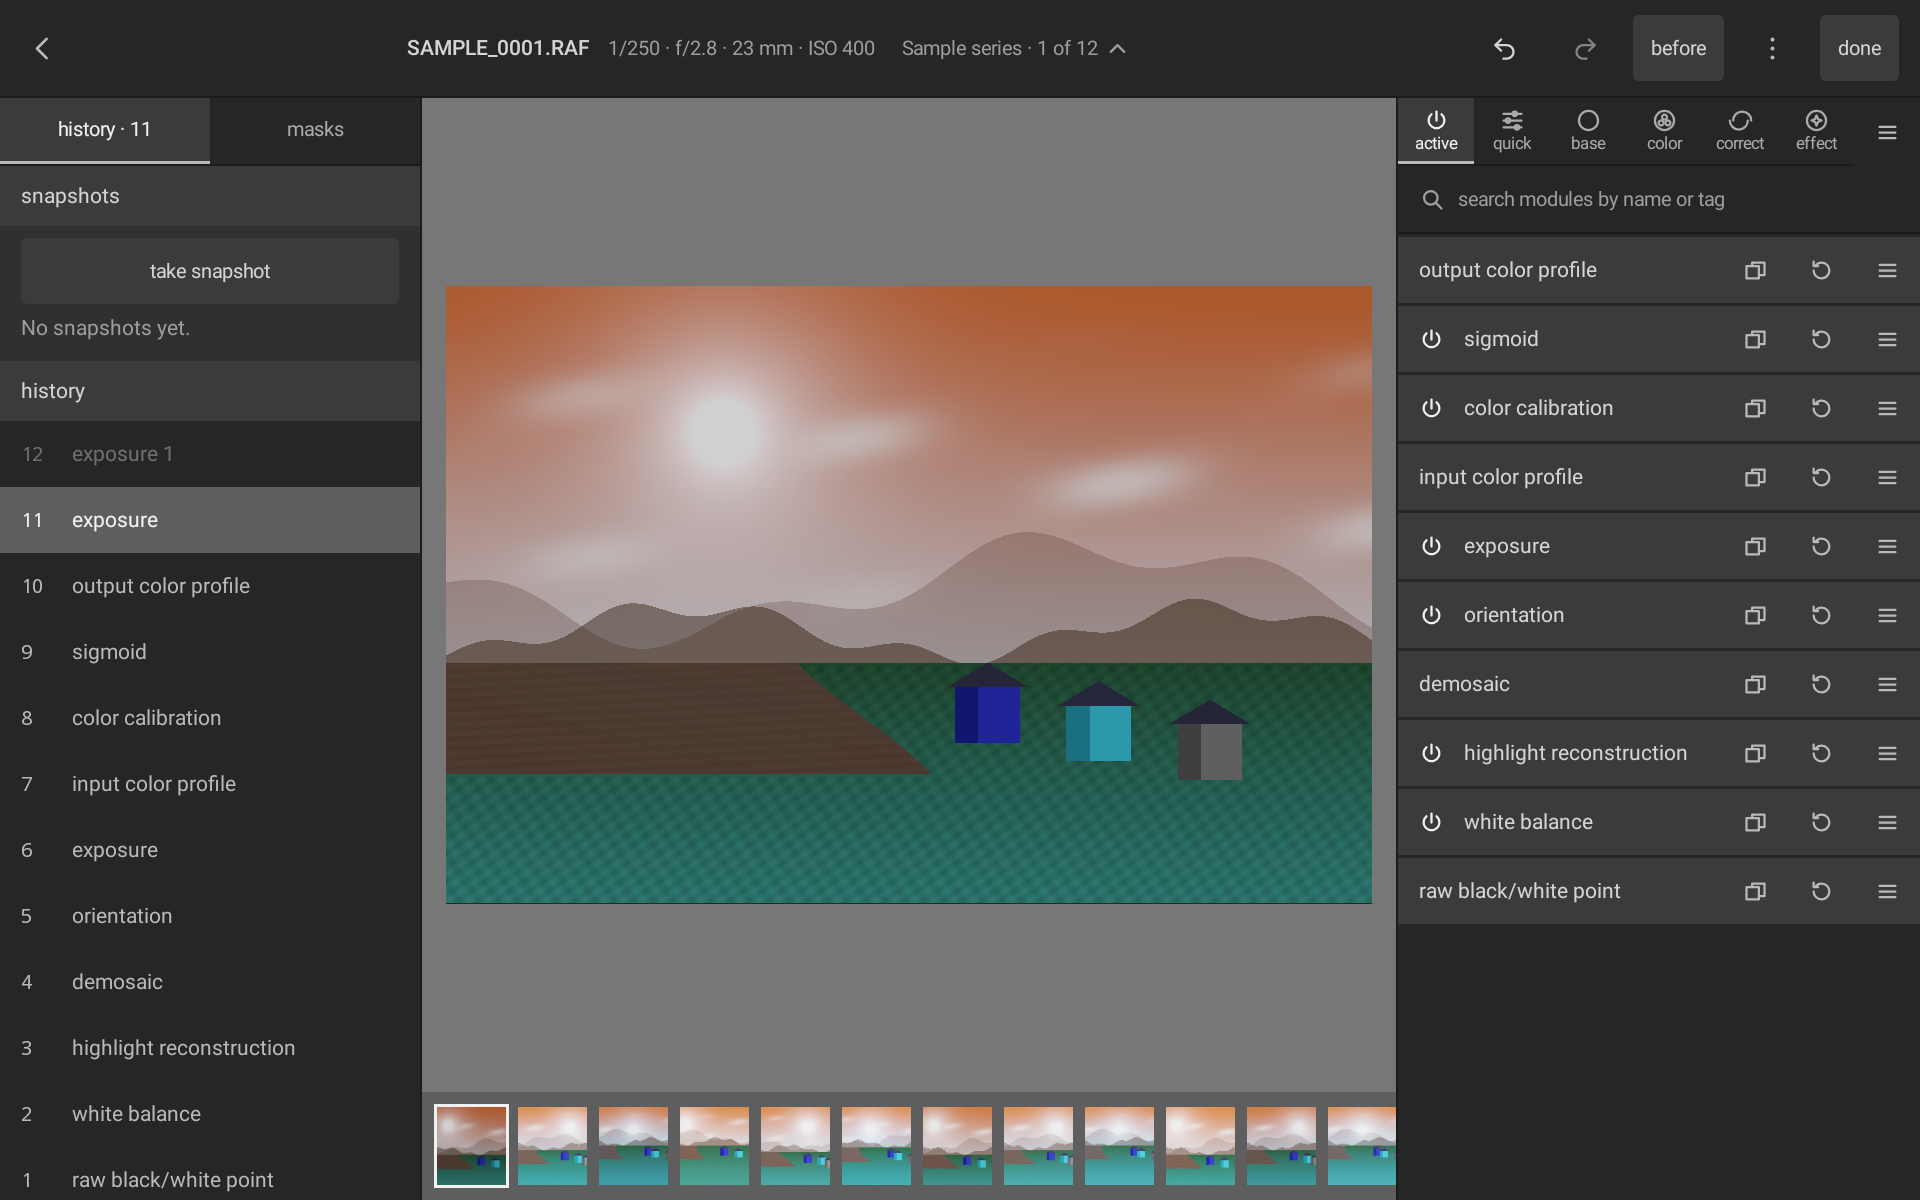 SAMPLE_0001.RAF 1/250 · f/2.8 · 23 mm · ISO 400 Sample series · 1 of 12
before
done
history · 11
masks
snapshots
take snapshot
No snapshots yet.
history
12 exposure 1
11 exposure
10 output color profile
9 sigmoid
8 color calibration
7 input color profile
6 exposure
5 orientation
4 demosaic
3 highlight reconstruction
2 white balance
1 raw black/white point
active quick base color correct effect
search modules by name or tag
output color profile
sigmoid
color calibration
input color profile
exposure
orientation
demosaic
highlight reconstruction
white balance
raw black/white point